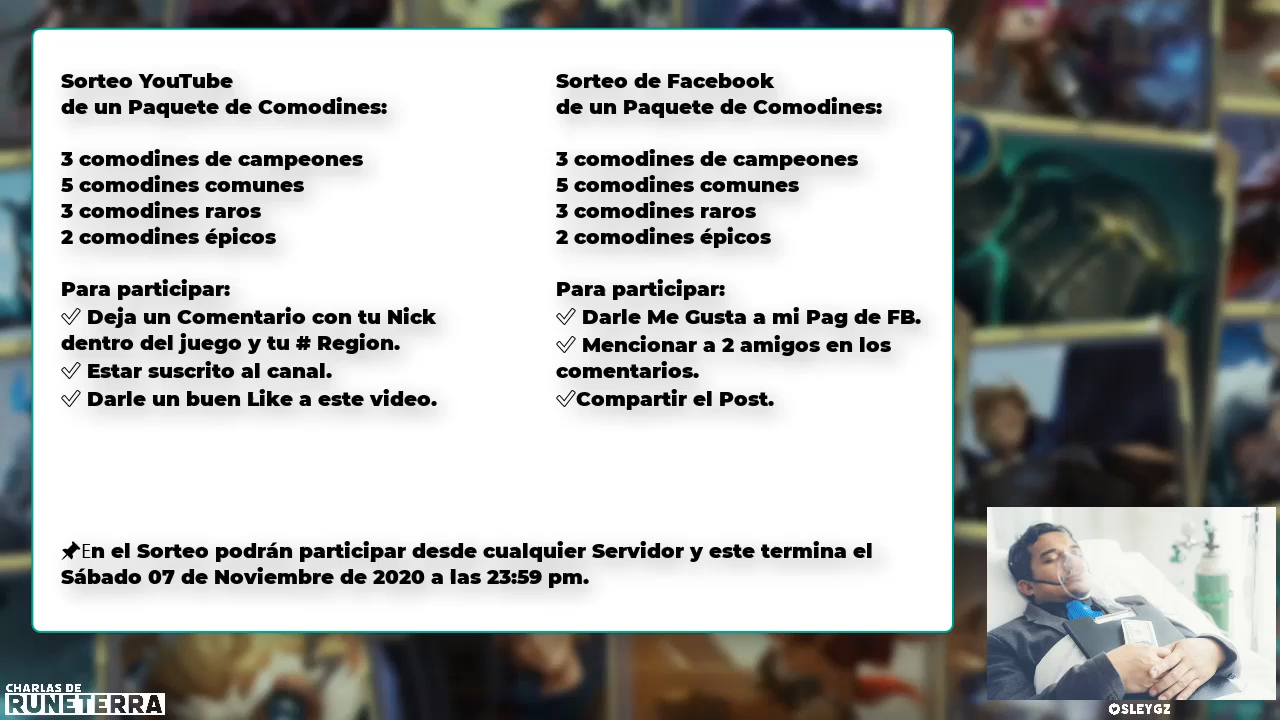 Sorteo YouTube
de un Paquete de Comodines:
3 comodines de campeones
5 comodines comunes
3 comodines raros
2 comodines épicos
Para participar:
✅ Deja un Comentario con tu Nick
dentro del juego y tu # Region.
✅ Estar suscrito al canal.
✅ Darle un buen Like a este video.
Sorteo de Facebook
de un Paquete de Comodines:
3 comodines de campeones
5 comodines comunes
3 comodines raros
2 comodines épicos
Para participar:
✅ Darle Me Gusta a mi Pag de FB.
✅ Mencionar a 2 amigos en los
comentarios.
✅Compartir el Post.
📌En el Sorteo podrán participar desde cualquier Servidor y este termina el
Sábado 07 de Noviembre de 2020 a las 23:59 pm.
CHARLAS DE
RUNETERRA
SLEYGZ